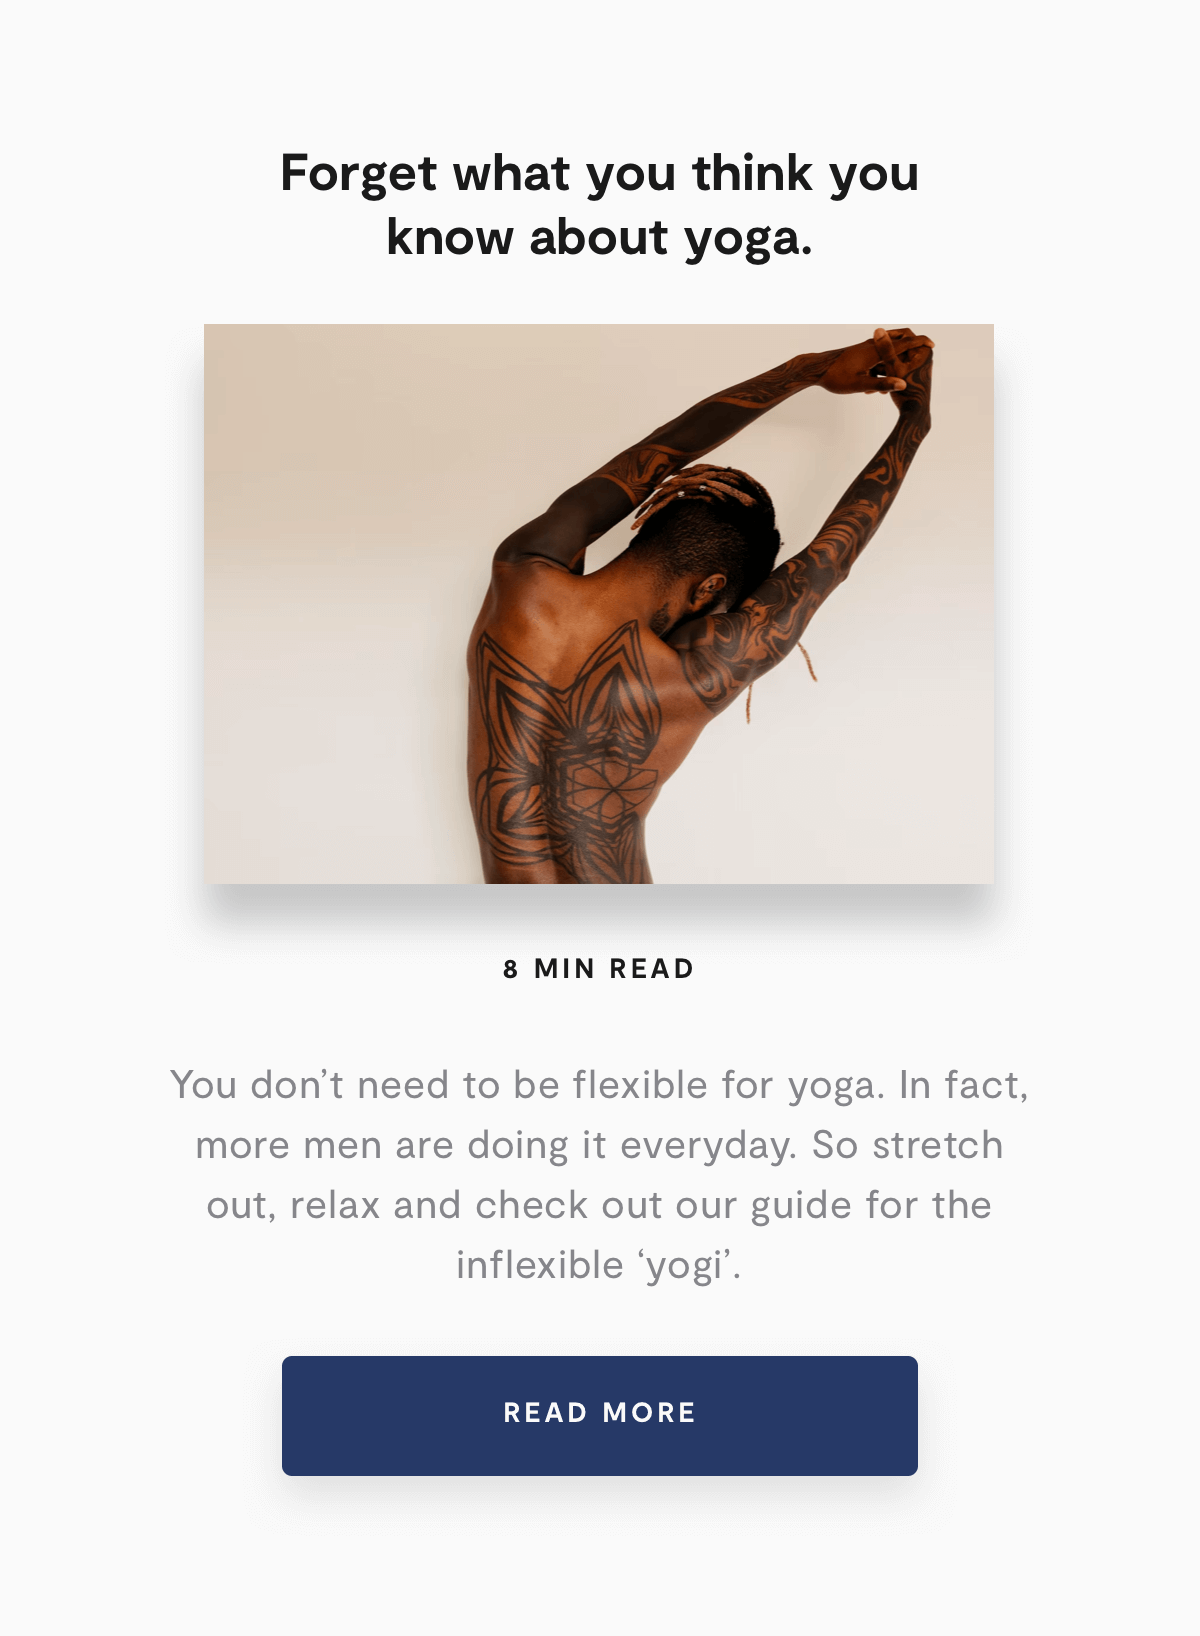 Forget what you think you
know about yoga.
8 MIN READ
You don’t need to be flexible for yoga. In fact,
more men are doing it everyday. So stretch
out, relax and check out our guide for the
inflexible ‘yogi’.
READ MORE